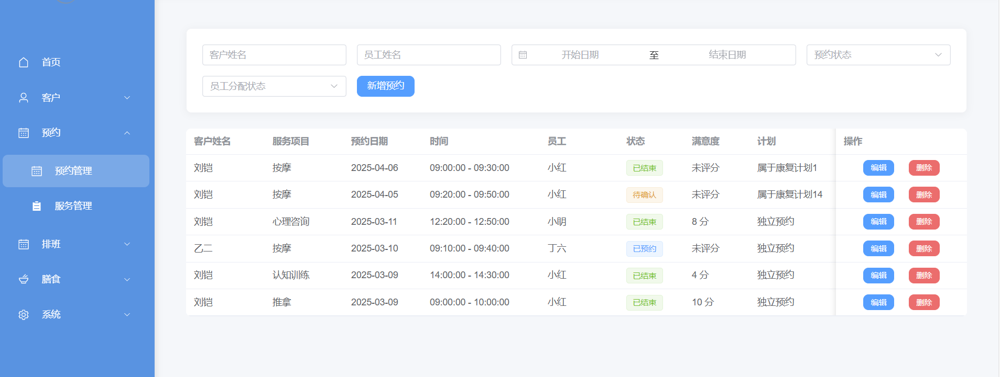 首页
客户
预约
预约管理
服务管理
排班
膳食
系统
客户姓名 员工姓名 开始日期 至 结束日期 预约状态
员工分配状态 新增预约
客户姓名 服务项目 预约日期 时间 员工 状态 满意度 计划 操作
刘铠 按摩 2025-04-06 09:00:00 - 09:30:00 小红 已结束 未评分 属于康复计划1 编辑 删除
刘铠 按摩 2025-04-05 09:20:00 - 09:50:00 小红 待确认 未评分 属于康复计划14 编辑 删除
刘铠 心理咨询 2025-03-11 12:20:00 - 12:50:00 小明 已结束 8 分 独立预约 编辑 删除
乙二 按摩 2025-03-10 09:10:00 - 09:40:00 丁六 已预约 未评分 独立预约 编辑 删除
刘铠 认知训练 2025-03-09 14:00:00 - 14:30:00 小红 已结束 4 分 独立预约 编辑 删除
刘铠 推拿 2025-03-09 09:00:00 - 10:00:00 小红 已结束 10 分 独立预约 编辑 删除